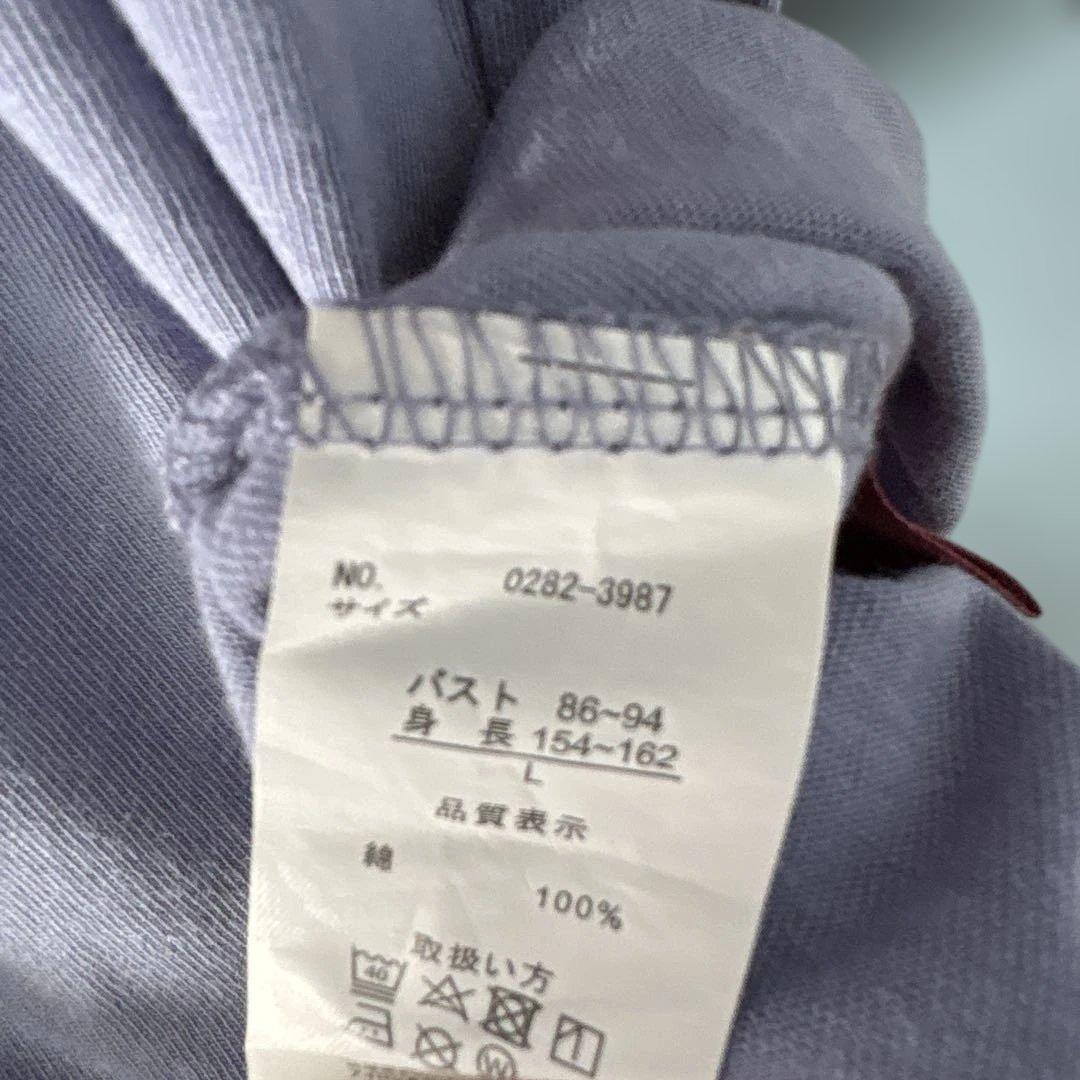 NO. 0282-3987
サイズ
バスト 86~94
身 長 154~162
L
品質表示
綿
100%
取扱い方
40
W